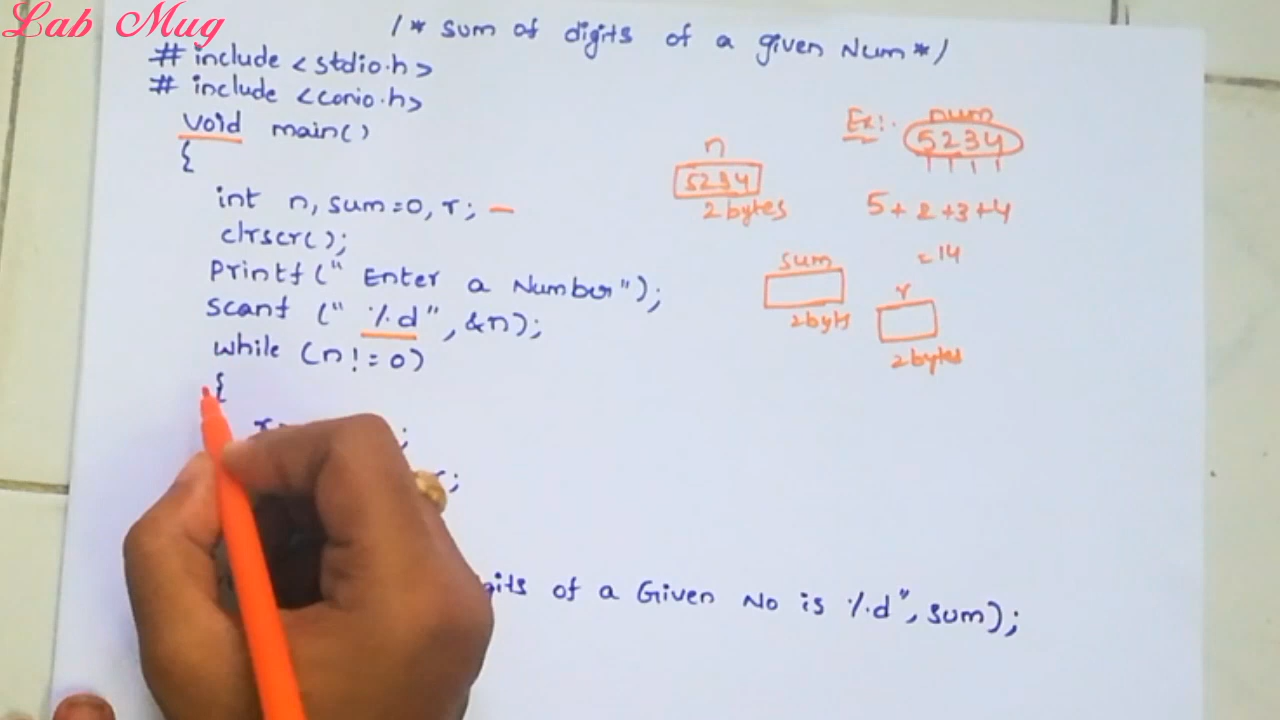 Lab Mug
/* sum of digits of a given Num */
# include <stdio.h>
# include <conio.h>
void main()
{
int n, sum=0, r;
clrscr();
printf(" Enter a Number");
scanf (" %d", &n);
while (n!=0)
{
r=
;
r;
gits of a Given No is %d", sum);
n
5234
2 bytes
Ex:- num
5234
5+2+3+4
=14
sum
2byts
r
2bytes